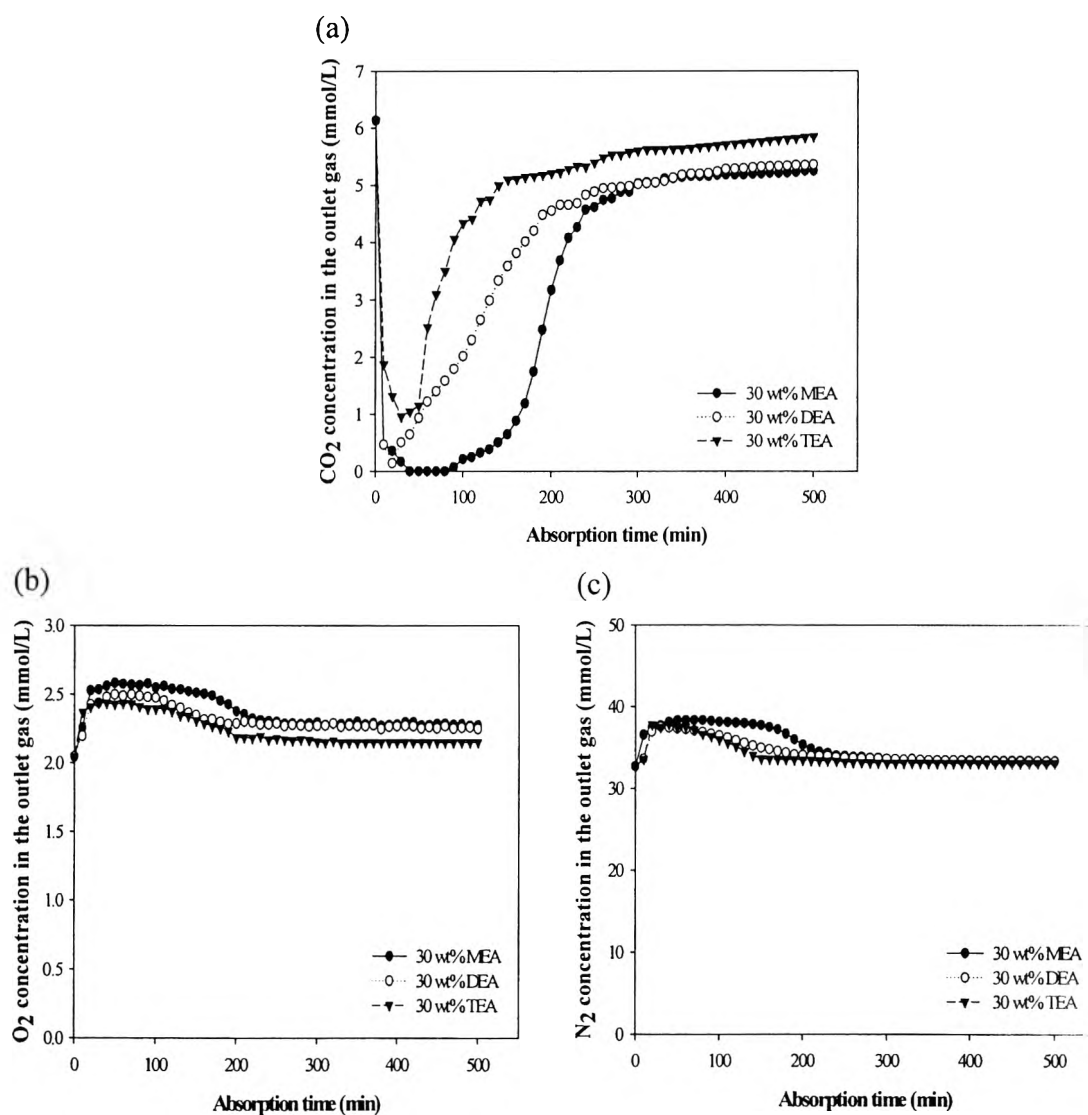 (a)
CO2 concentration in the outlet gas (mmol/L)
7
6
5
4
3
2
1
0
0 100 200 300 400 500
Absorption time (min)
30 wt% MEA
30 wt% DEA
30 wt% TEA
(b)
O2 concentration in the outlet gas (mmol/L)
3.0
2.5
2.0
1.5
1.0
0.5
0.0
0 100 200 300 400 500
Absorption time (min)
30 wt% MEA
30 wt% DEA
30 wt% TEA
(c)
N2 concentration in the outlet gas (mmol/L)
50
40
30
20
10
0
0 100 200 300 400 500
Absorption time (min)
30 wt% MEA
30 wt% DEA
30 wt% TEA